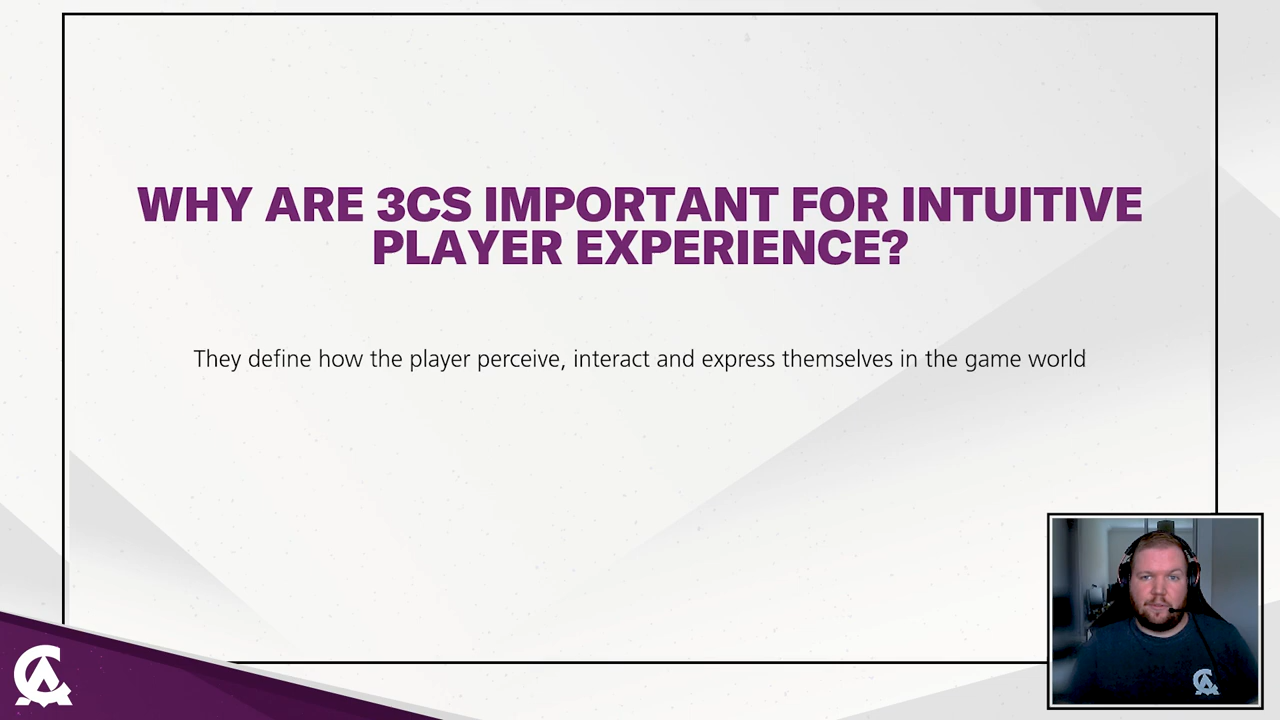 WHY ARE 3CS IMPORTANT FOR INTUITIVE
PLAYER EXPERIENCE?
They define how the player perceive, interact and express themselves in the game world